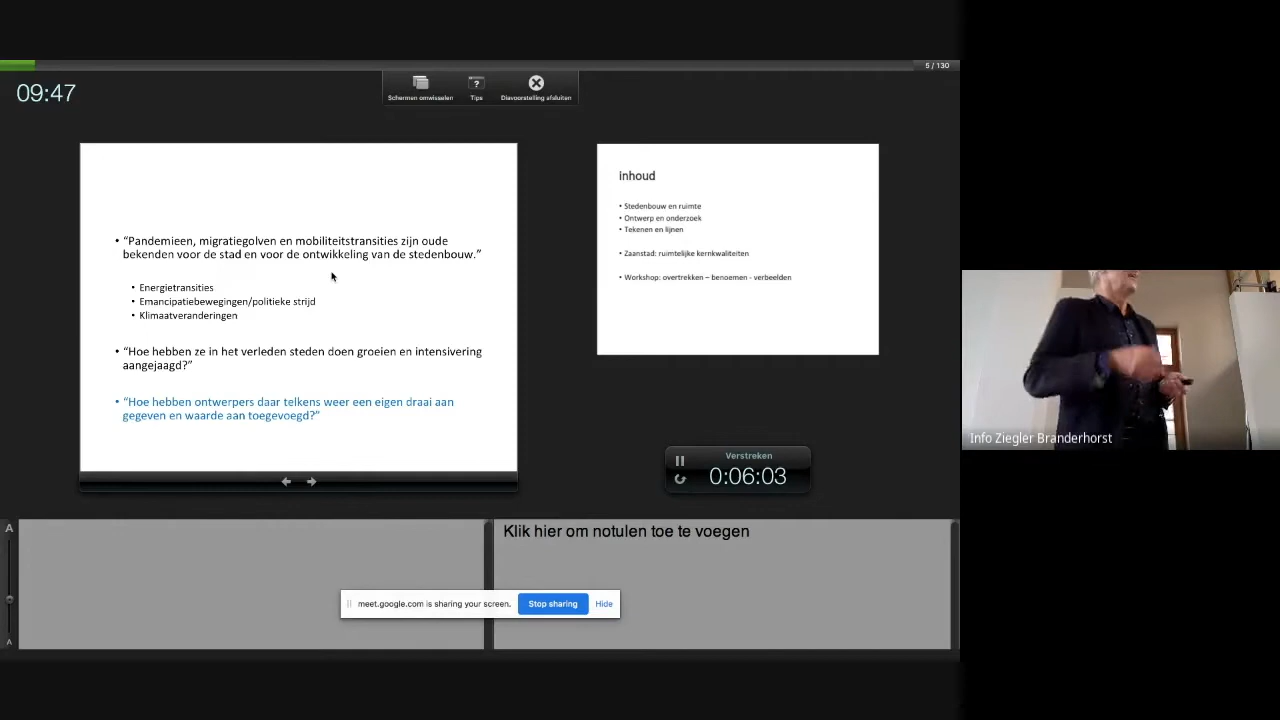 5 / 130
09:47
Schermen omwisselen
Tips
Diavoorstelling afsluiten
• “Pandemieen, migratiegolven en mobiliteitstransities zijn oude
bekenden voor de stad en voor de ontwikkeling van de stedenbouw.”
• Energietransities
• Emancipatiebewegingen/politieke strijd
• Klimaatveranderingen
• “Hoe hebben ze in het verleden steden doen groeien en intensivering
aangejaagd?”
• “Hoe hebben ontwerpers daar telkens weer een eigen draai aan
gegeven en waarde aan toegevoegd?”
inhoud
• Stedenbouw en ruimte
• Ontwerp en onderzoek
• Tekenen en lijnen
• Zaanstad: ruimtelijke kernkwaliteiten
• Workshop: overtrekken – benoemen - verbeelden
Info Ziegler Branderhorst
Verstreken
0:06:03
A
A
Klik hier om notulen toe te voegen
meet.google.com is sharing your screen.
Stop sharing
Hide